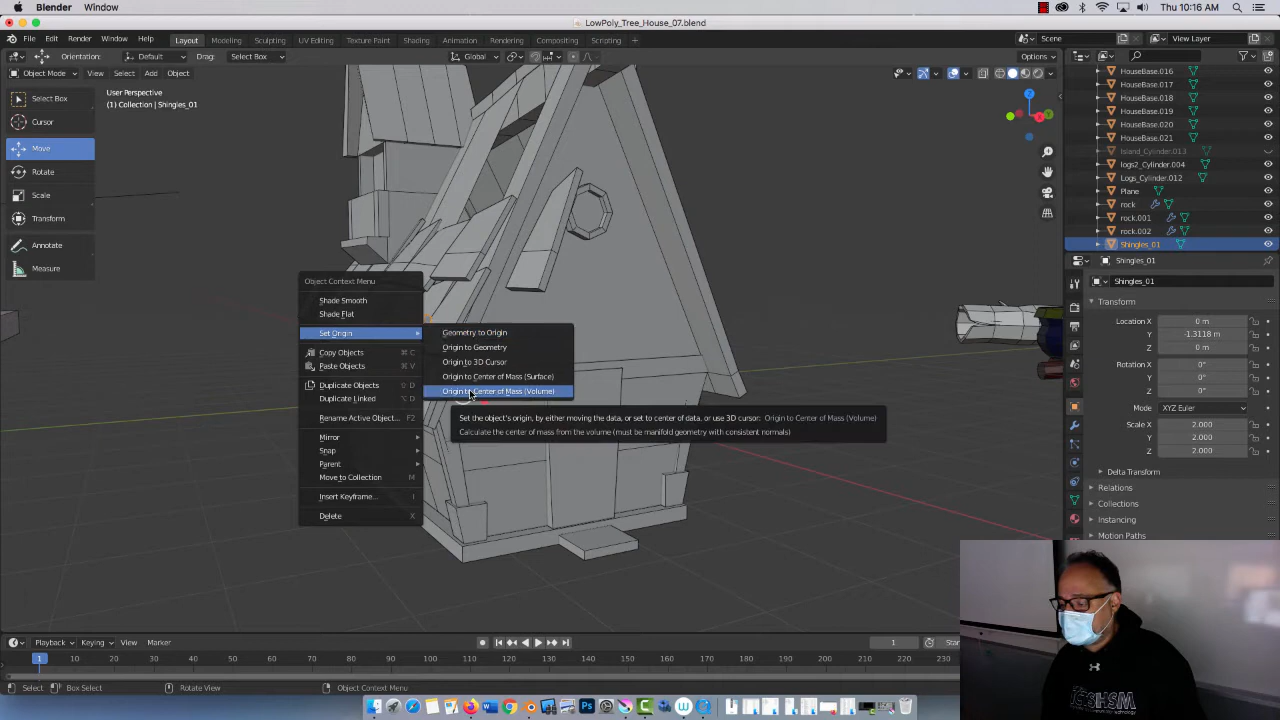 Blender Window
Thu 10:16 AM
LowPoly_Tree_House_07.blend
File Edit Render Window Help
Layout Modeling Sculpting UV Editing Texture Paint Shading Animation Rendering Compositing Scripting +
Scene
View Layer
Orientation: Default Drag: Select Box
Global
Options
Object Mode View Select Add Object
User Perspective
(1) Collection | Shingles_01
Select Box
Cursor
Move
Rotate
Scale
Transform
Annotate
Measure
Z
HouseBase.016
HouseBase.017
HouseBase.018
HouseBase.019
HouseBase.020
HouseBase.021
Island_Cylinder.013
logs2_Cylinder.004
Logs_Cylinder.012
Plane
rock
rock.001
rock.002
Shingles_01
Shingles_01
Shingles_01
Transform
Location X 0 m
Y -1.3118 m
Z 0 m
Rotation X 0°
Y 0°
Z 0°
Mode XYZ Euler
Scale X 2.000
Y 2.000
Z 2.000
Delta Transform
Relations
Collections
Instancing
Motion Paths
Object Context Menu
Shade Smooth
Shade Flat
Set Origin
Copy Objects ⌘ C
Paste Objects ⌘ V
Duplicate Objects ⇧ D
Duplicate Linked
Rename Active Object... F2
Mirror
Snap
Parent
Move to Collection M
Insert Keyframe... I
Delete X
Geometry to Origin
Origin to Geometry
Origin to 3D Cursor
Origin to Center of Mass (Surface)
Origin to Center of Mass (Volume)
Set the object's origin, by either moving the data, or set to center of data, or use 3D cursor: Origin to Center of Mass (Volume)
Calculate the center of mass from the volume (must be manifold geometry with consistent normals)
Playback Keying View Marker
1
Start
1 10 20 30 40 50 60 70 80 90 100 110 120 130 140 150 160 170 180 190 200 210 220 230
Select Box Select Rotate View Object Context Menu